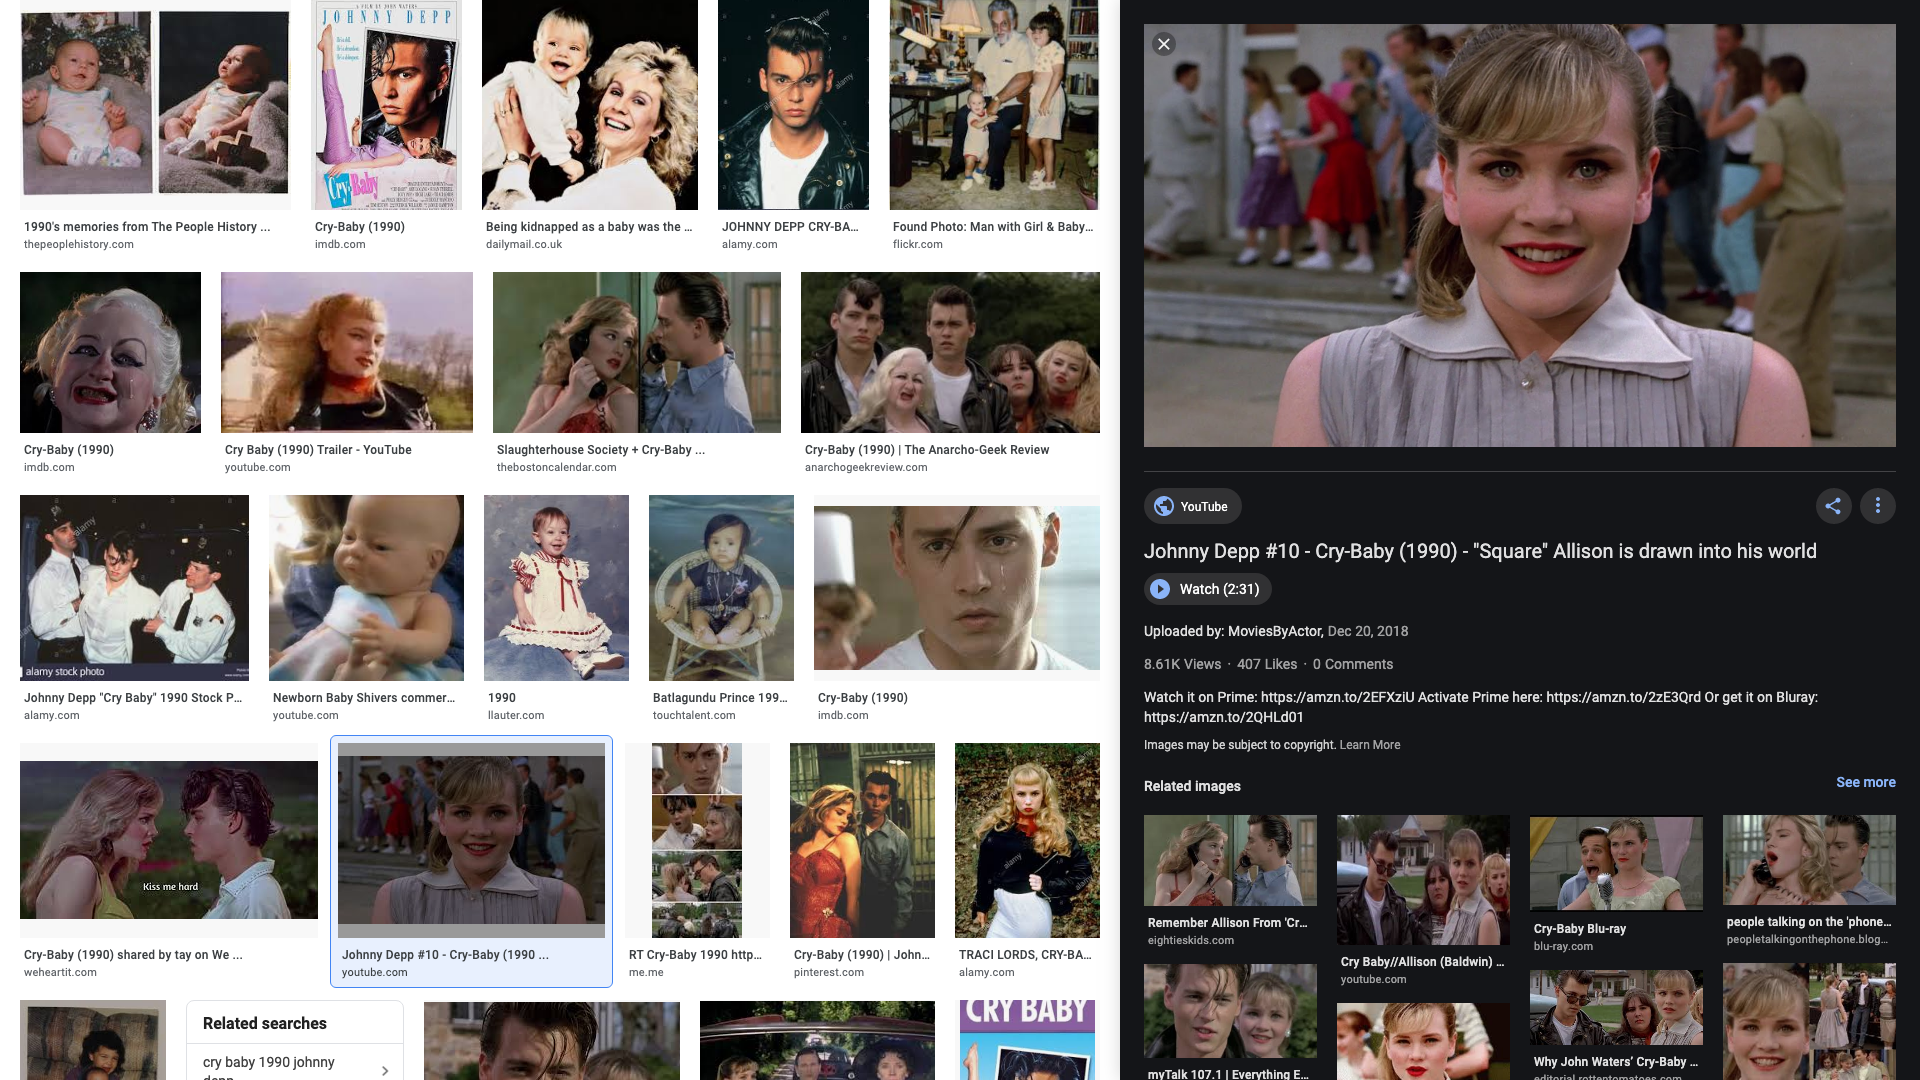 A FILM BY JOHN WATERS
JOHNNY DEPP
Cry-Baby
alamy
1990's memories from The People History ...
thepeoplehistory.com
Cry-Baby (1990)
imdb.com
Being kidnapped as a baby was the ...
dailymail.co.uk
JOHNNY DEPP CRY-BA...
alamy.com
Found Photo: Man with Girl & Baby...
flickr.com
Cry-Baby (1990)
imdb.com
Cry Baby (1990) Trailer - YouTube
youtube.com
Slaughterhouse Society + Cry-Baby ...
thebostoncalendar.com
Cry-Baby (1990) | The Anarcho-Geek Review
anarchogeekreview.com
alamy
alamy stock photo
Johnny Depp "Cry Baby" 1990 Stock P...
alamy.com
Newborn Baby Shivers commer...
youtube.com
1990
llauter.com
Batlagundu Prince 199...
touchtalent.com
Cry-Baby (1990)
imdb.com
Kiss me hard
alamy
Cry-Baby (1990) shared by tay on We ...
weheartit.com
Johnny Depp #10 - Cry-Baby (1990 ...
youtube.com
RT Cry-Baby 1990 http...
me.me
Cry-Baby (1990) | John...
pinterest.com
TRACI LORDS, CRY-BA...
alamy.com
Related searches
cry baby 1990 johnny
CRY BABY
YouTube
Johnny Depp #10 - Cry-Baby (1990) - "Square" Allison is drawn into his world
Watch (2:31)
Uploaded by: MoviesByActor, Dec 20, 2018
8.61K Views · 407 Likes · 0 Comments
Watch it on Prime: https://amzn.to/2EFXziU Activate Prime here: https://amzn.to/2zE3Qrd Or get it on Bluray:
https://amzn.to/2QHLd01
Images may be subject to copyright. Learn More
Related images
See more
Remember Allison From 'Cr...
eightieskids.com
Cry Baby//Allison (Baldwin) ...
youtube.com
Cry-Baby Blu-ray
blu-ray.com
people talking on the 'phone...
peopletalkingonthephone.blog...
myTalk 107.1 | Everything E...
Why John Waters' Cry-Baby ...
editorial.rottentomatoes.com